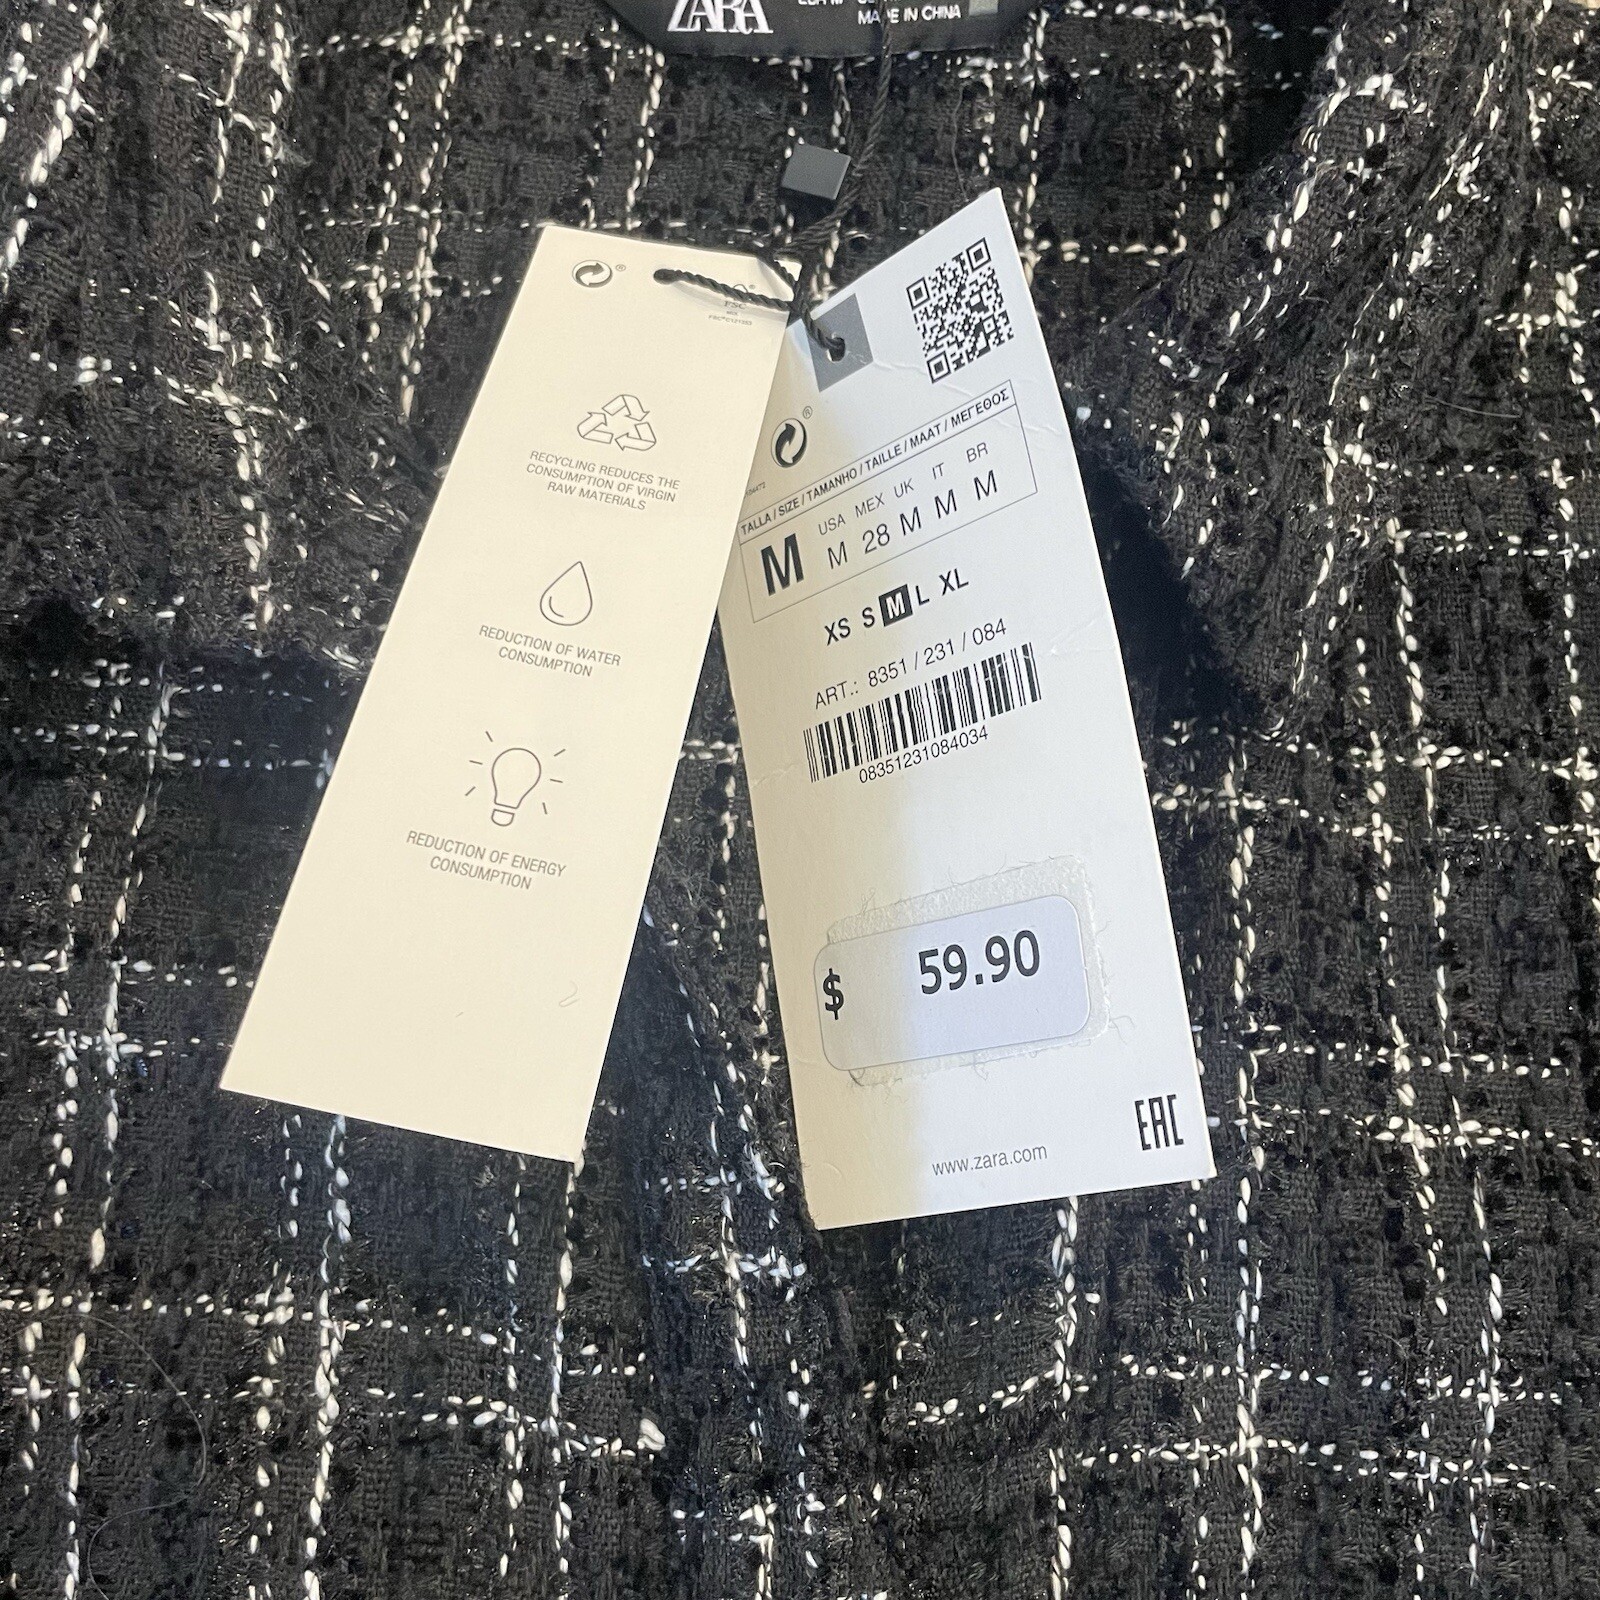 ZARA
MADE IN CHINA
®
FSC
RECYCLING REDUCES THE
CONSUMPTION OF VIRGIN
RAW MATERIALS
REDUCTION OF WATER
CONSUMPTION
REDUCTION OF ENERGY
CONSUMPTION
®
TALLA / SIZE / TAMANHO / TAILLE / MAAT / ΜΕΓΕΘΟΣ
USA MEX UK IT BR
M M 28 M M M
XS S M L XL
ART.: 8351 / 231 / 084
08351231084034
$ 59.90
www.zara.com
EAC